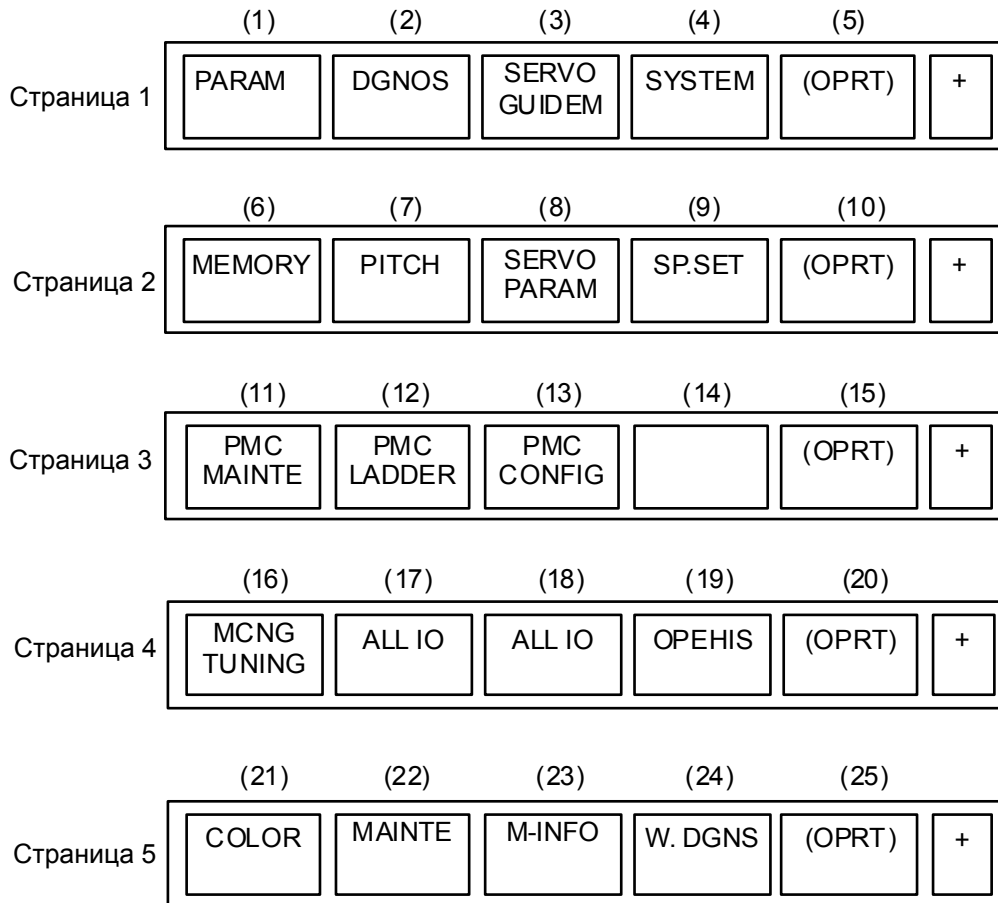 (1) (2) (3) (4) (5)
Страница 1 PARAM DGNOS SERVO GUIDEM SYSTEM (OPRT) +
(6) (7) (8) (9) (10)
Страница 2 MEMORY PITCH SERVO PARAM SP.SET (OPRT) +
(11) (12) (13) (14) (15)
Страница 3 PMC MAINTE PMC LADDER PMC CONFIG (OPRT) +
(16) (17) (18) (19) (20)
Страница 4 MCNG TUNING ALL IO ALL IO OPEHIS (OPRT) +
(21) (22) (23) (24) (25)
Страница 5 COLOR MAINTE M-INFO W. DGNS (OPRT) +